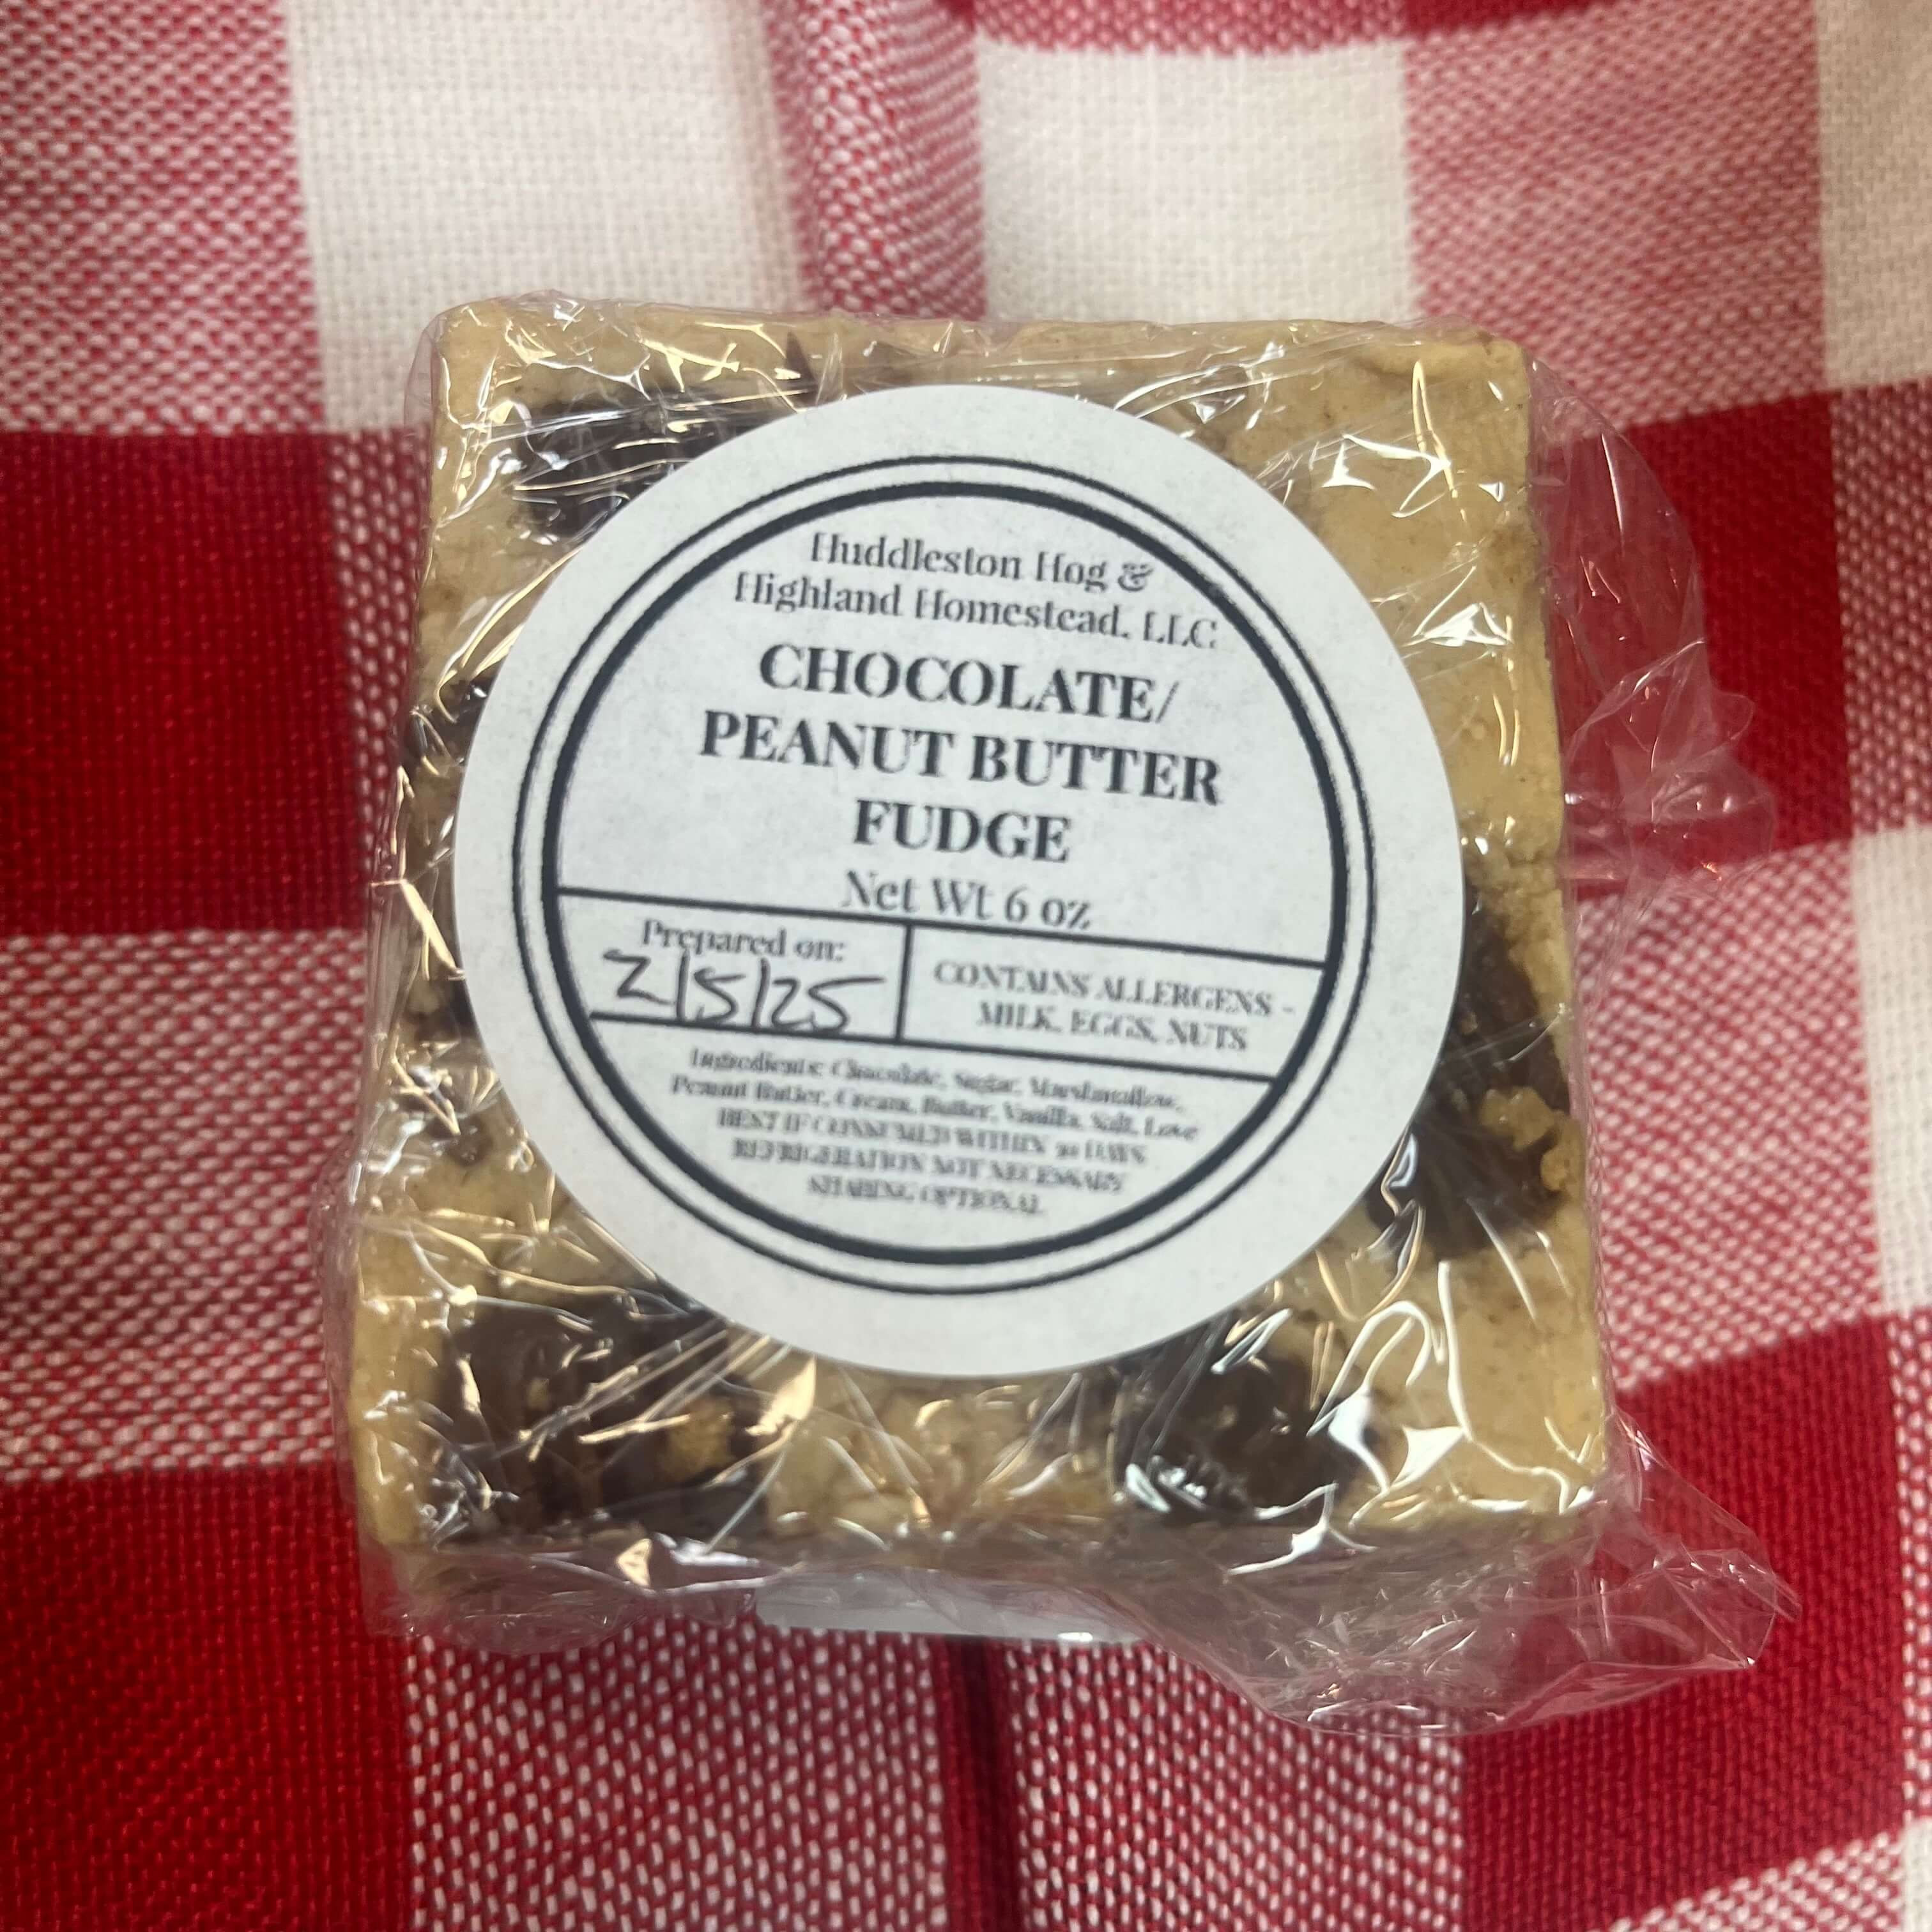 Huddleston Hog &
Highland Homestead, LLC
CHOCOLATE/
PEANUT BUTTER
FUDGE
Net Wt 6 oz
Prepared on:
2/5/25
CONTAINS ALLERGENS -
MILK, EGGS, NUTS
Ingredients: Chocolate, Sugar, Marshmallow,
Peanut Butter, Cream, Butter, Vanilla, Salt, Love
BEST IF CONSUMED WITHIN DAYS
REFRIGERATION NOT NECESSARY
SHARING OPTIONAL